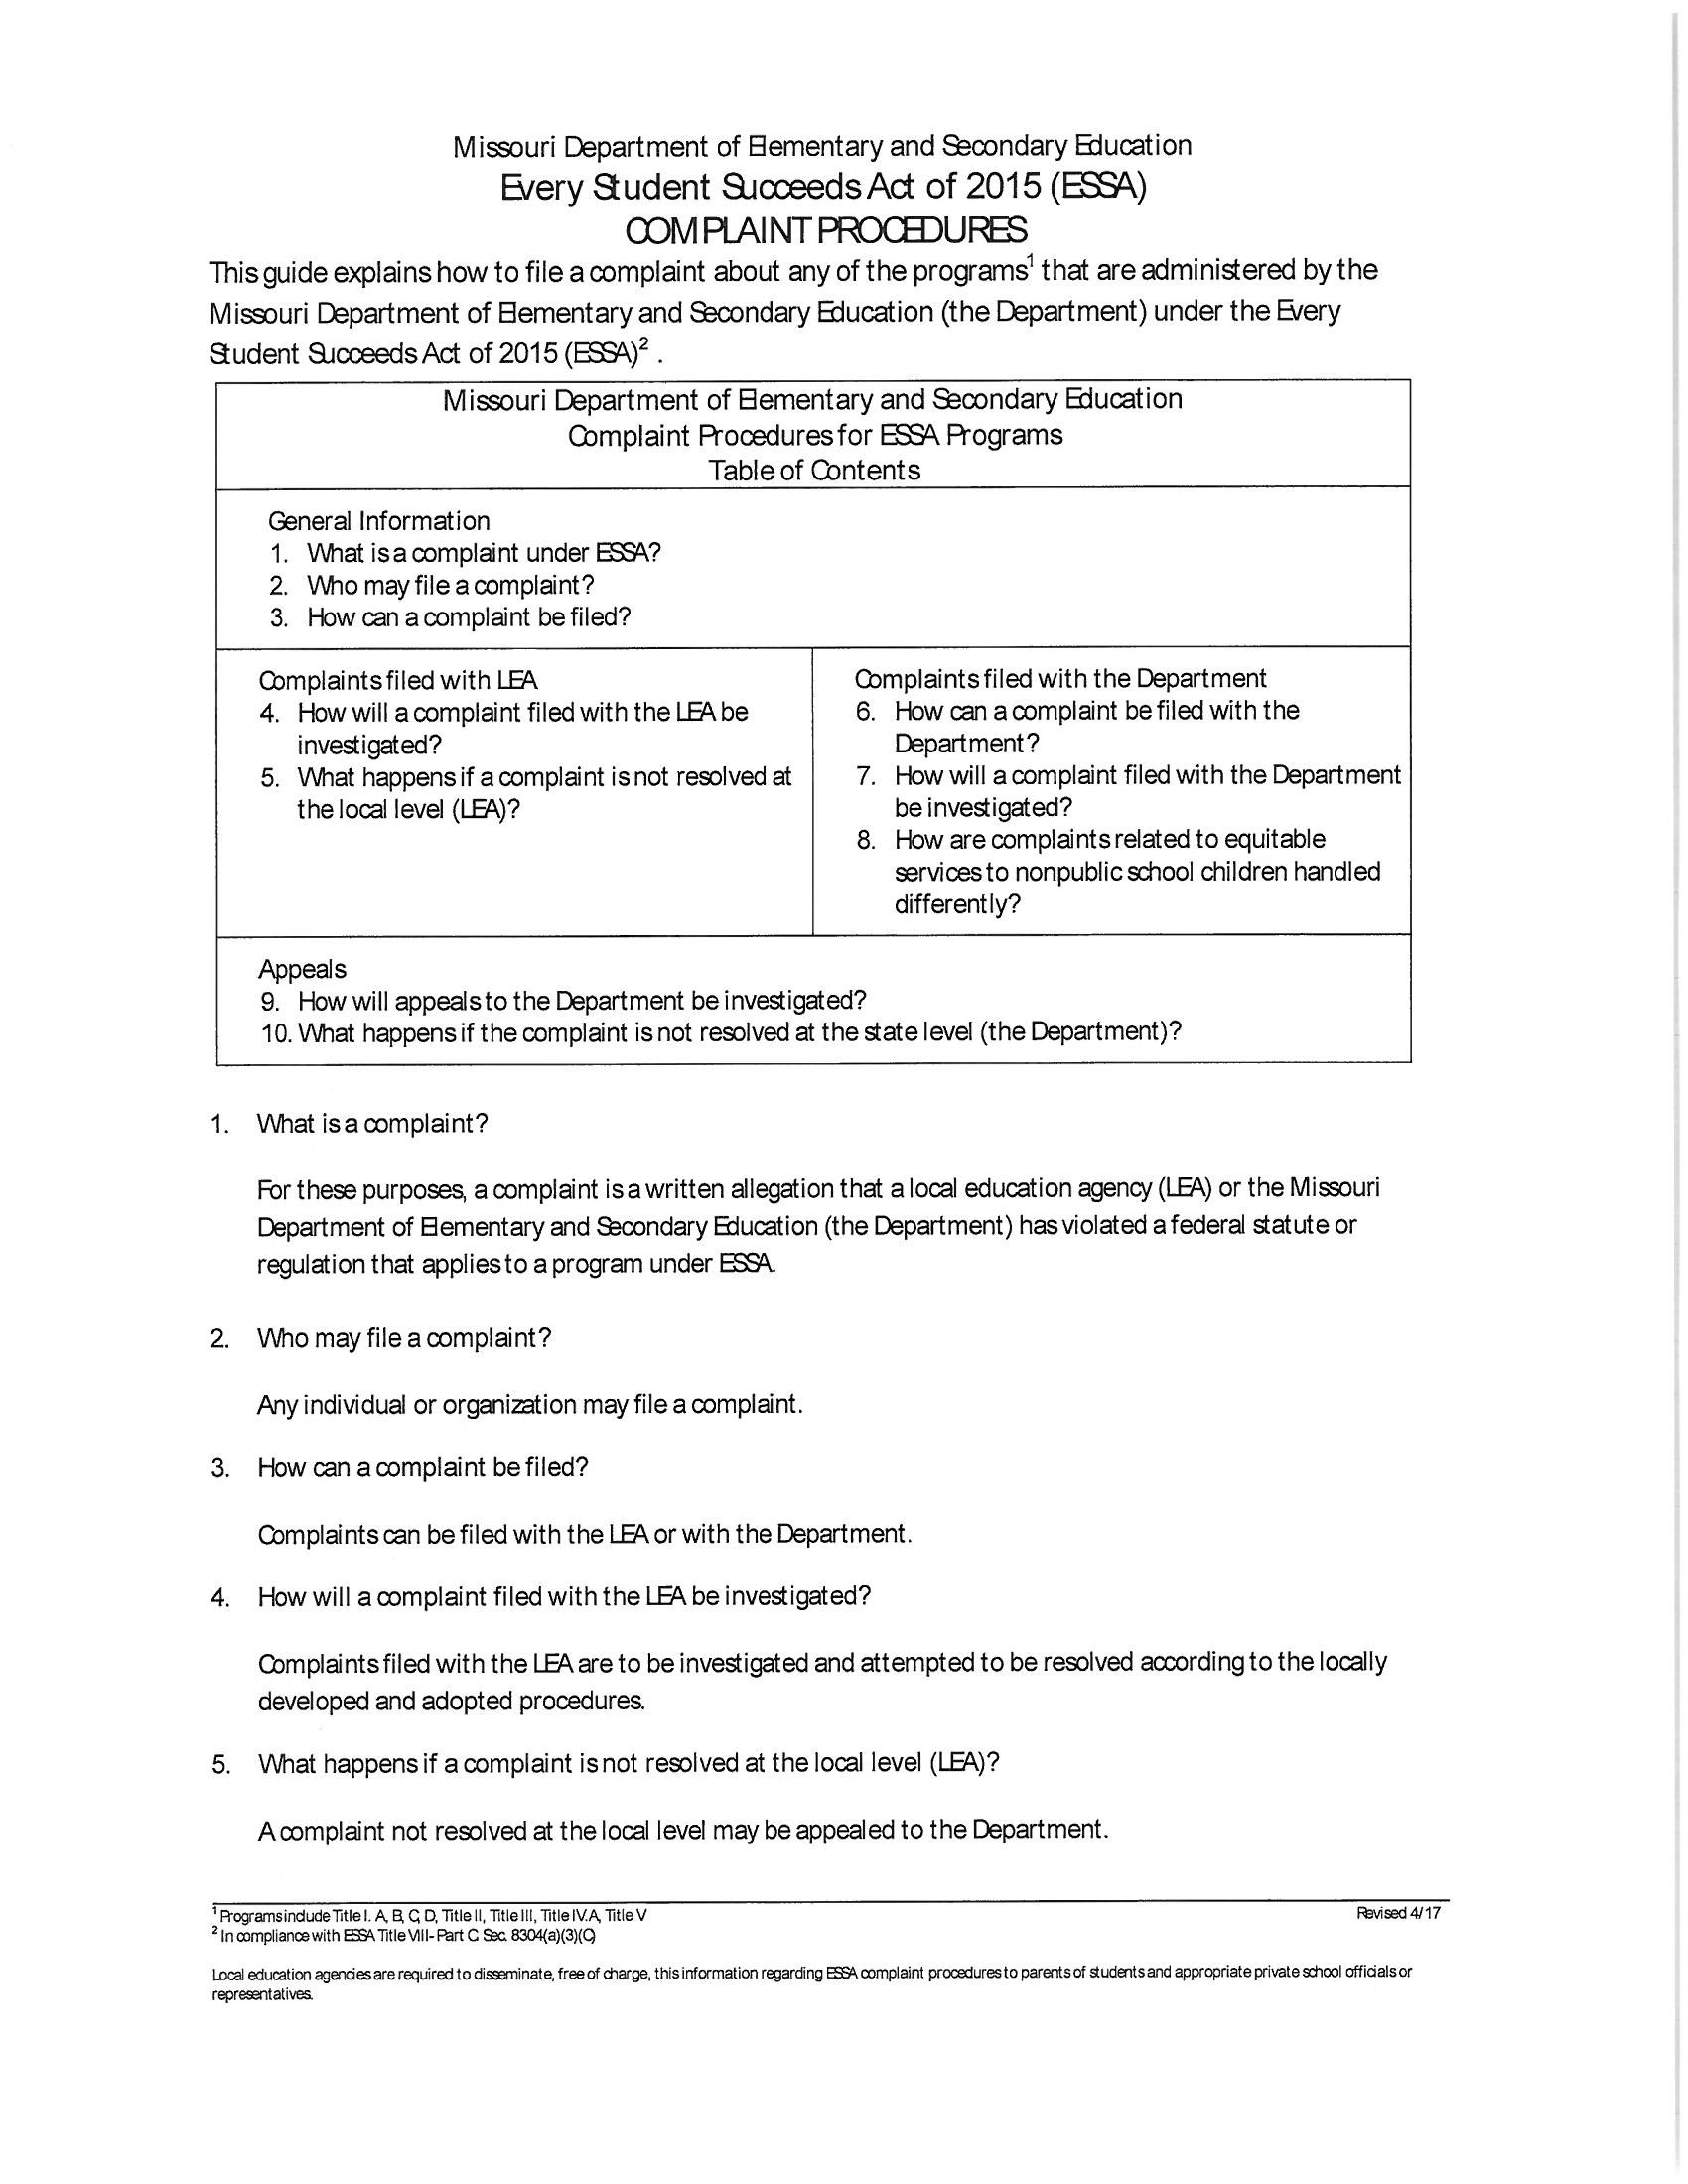 Missouri Department of Elementary and Secondary Education
Every Student Succeeds Act of 2015 (ESSA)
COMPLAINT PROCEDURES
This guide explains how to file a complaint about any of the programs¹ that are administered by the
Missouri Department of Elementary and Secondary Education (the Department) under the Every
Student Succeeds Act of 2015 (ESSA)² .
Missouri Department of Elementary and Secondary Education
Complaint Procedures for ESSA Programs
Table of Contents
General Information
1. What is a complaint under ESSA?
2. Who may file a complaint?
3. How can a complaint be filed?
Complaints filed with LEA
4. How will a complaint filed with the LEA be
investigated?
5. What happens if a complaint is not resolved at
the local level (LEA)?
Complaints filed with the Department
6. How can a complaint be filed with the
Department?
7. How will a complaint filed with the Department
be investigated?
8. How are complaints related to equitable
services to nonpublic school children handled
differently?
Appeals
9. How will appeals to the Department be investigated?
10. What happens if the complaint is not resolved at the state level (the Department)?
1. What is a complaint?
For these purposes, a complaint is a written allegation that a local education agency (LEA) or the Missouri
Department of Elementary and Secondary Education (the Department) has violated a federal statute or
regulation that applies to a program under ESSA.
2. Who may file a complaint?
Any individual or organization may file a complaint.
3. How can a complaint be filed?
Complaints can be filed with the LEA or with the Department.
4. How will a complaint filed with the LEA be investigated?
Complaints filed with the LEA are to be investigated and attempted to be resolved according to the locally
developed and adopted procedures.
5. What happens if a complaint is not resolved at the local level (LEA)?
A complaint not resolved at the local level may be appealed to the Department.
¹ Programs include Title I. A, B, C, D, Title II, Title III, Title IV.A, Title V
Revised 4/17
² In compliance with ESSA Title VIII- Part C. Sec. 8304(a)(3)(C)
Local education agencies are required to disseminate, free of charge, this information regarding ESSA complaint procedures to parents of students and appropriate private school officials or
representatives.